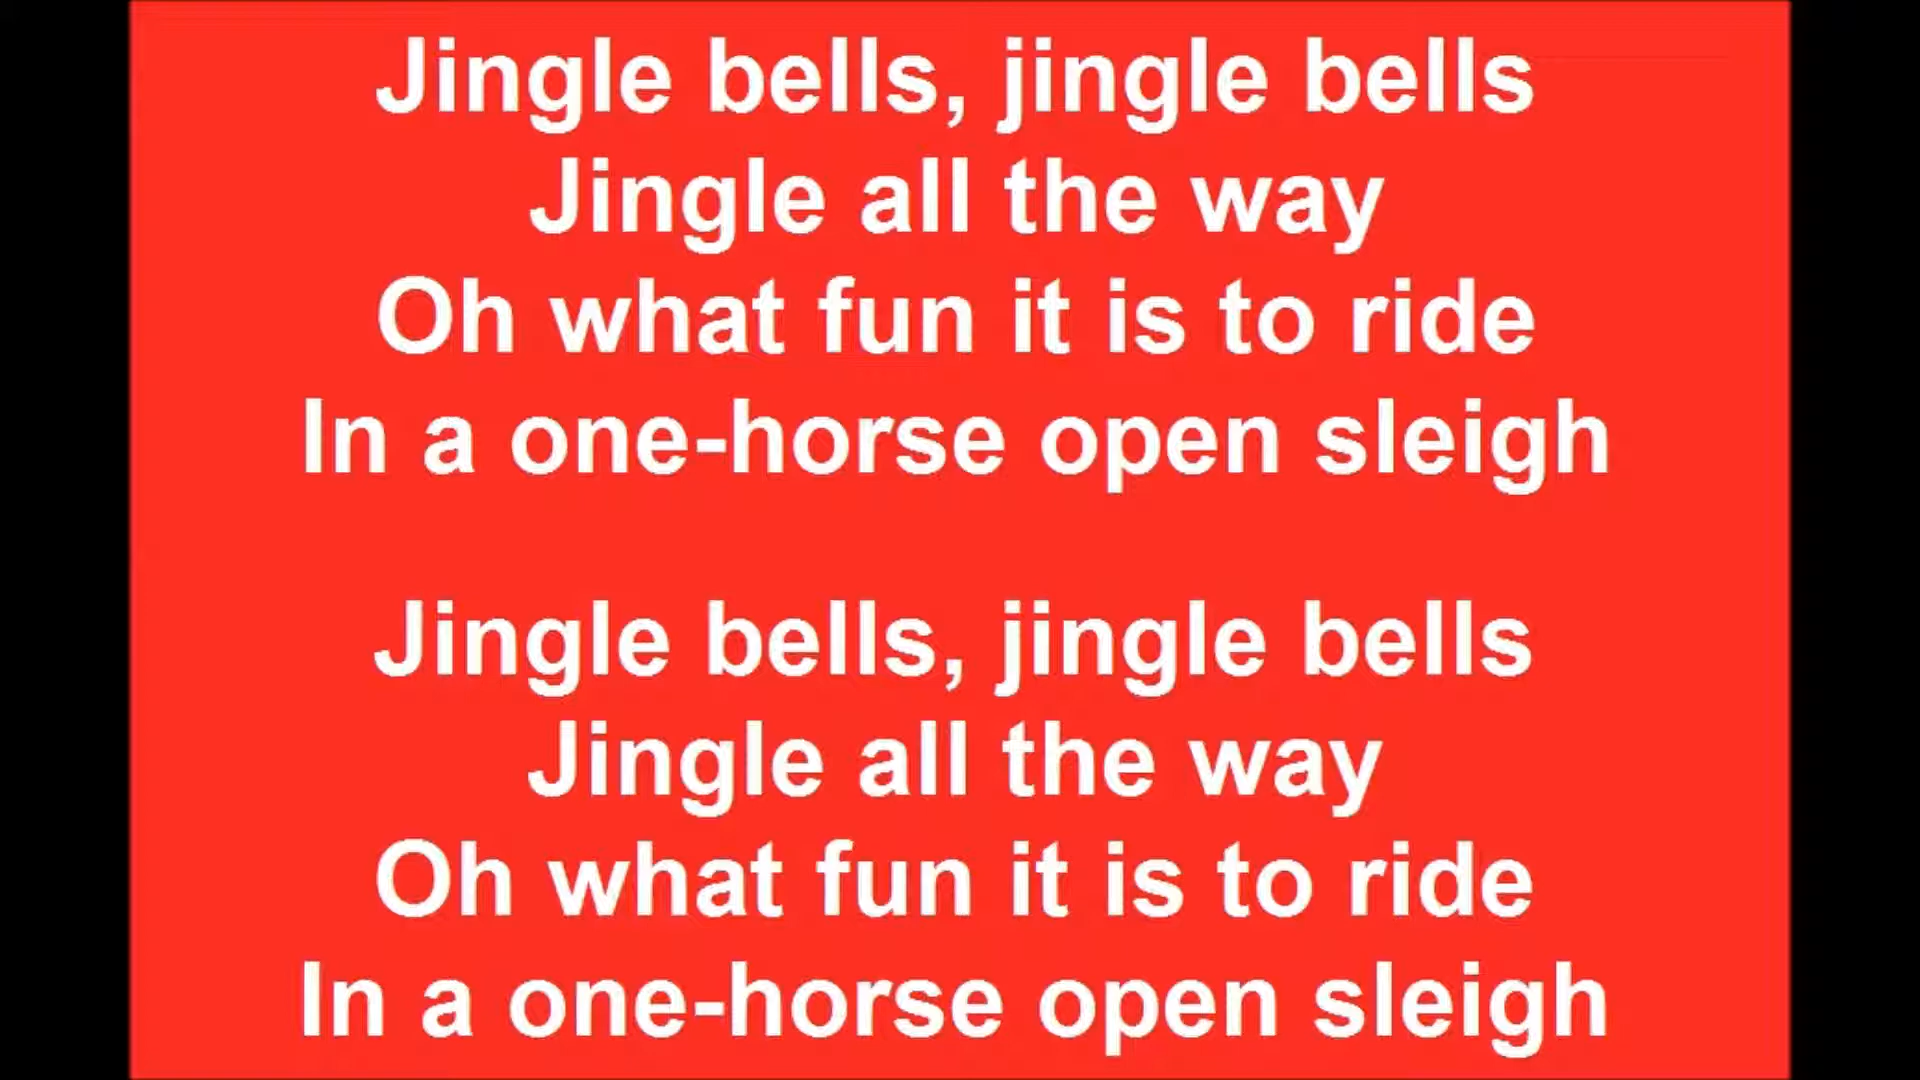 Jingle bells, jingle bells
Jingle all the way
Oh what fun it is to ride
In a one-horse open sleigh
Jingle bells, jingle bells
Jingle all the way
Oh what fun it is to ride
In a one-horse open sleigh